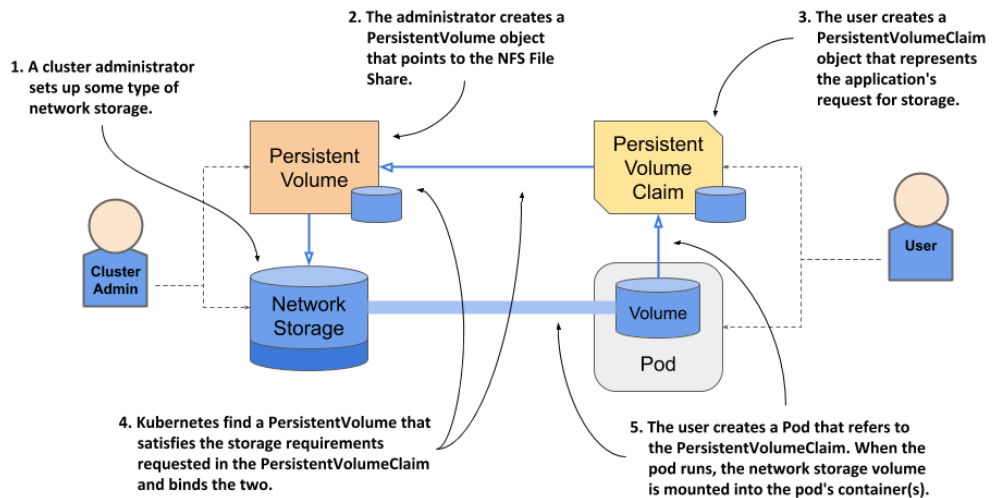 1. A cluster administrator
sets up some type of
network storage.
2. The administrator creates a
PersistentVolume object
that points to the NFS File
Share.
3. The user creates a
PersistentVolumeClaim
object that represents
the application's
request for storage.
Persistent
Volume
Persistent
Volume
Claim
Cluster
Admin
User
Network
Storage
Volume
Pod
4. Kubernetes find a PersistentVolume that
satisfies the storage requirements
requested in the PersistentVolumeClaim
and binds the two.
5. The user creates a Pod that refers to
the PersistentVolumeClaim. When the
pod runs, the network storage volume
is mounted into the pod's container(s).